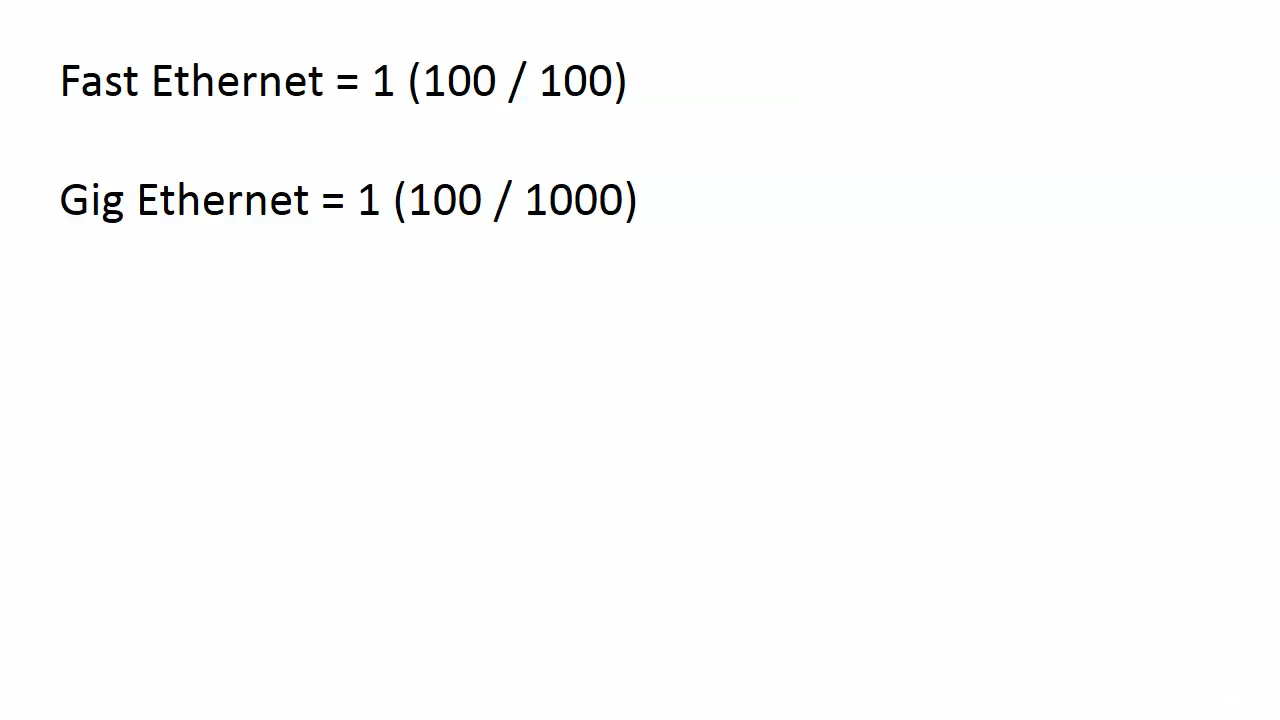 Fast Ethernet = 1 (100 / 100)
Gig Ethernet = 1 (100 / 1000)